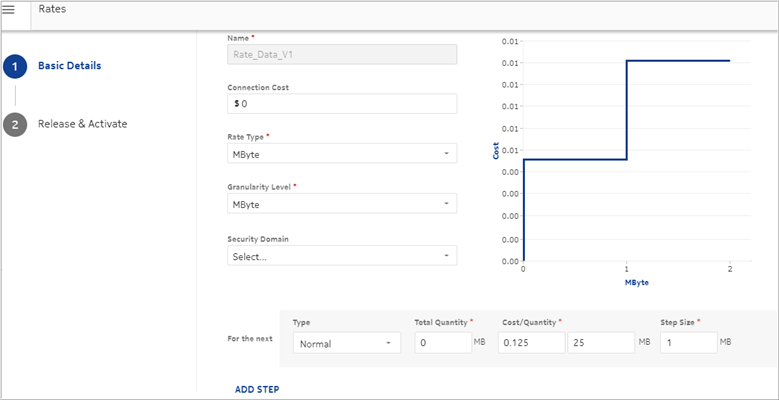 Rates
1 Basic Details
2 Release & Activate
Name *
Rate_Data_V1
Connection Cost
$ 0
Rate Type *
MByte
Granularity Level *
MByte
Security Domain
Select...
Cost
0.01
0.01
0.01
0.01
0.01
0.01
0.00
0.00
0.00
0.00
0.00
0 1 2
MByte
For the next
Type
Normal
Total Quantity *
0 MB
Cost/Quantity *
0.125 25 MB
Step Size *
1 MB
ADD STEP